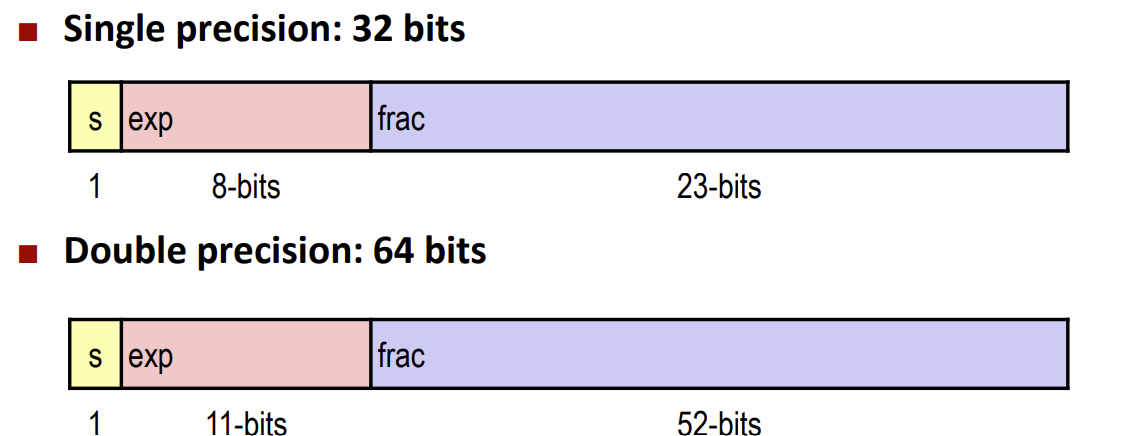 Single precision: 32 bits
s exp frac
1 8-bits 23-bits
Double precision: 64 bits
s exp frac
1 11-bits 52-bits